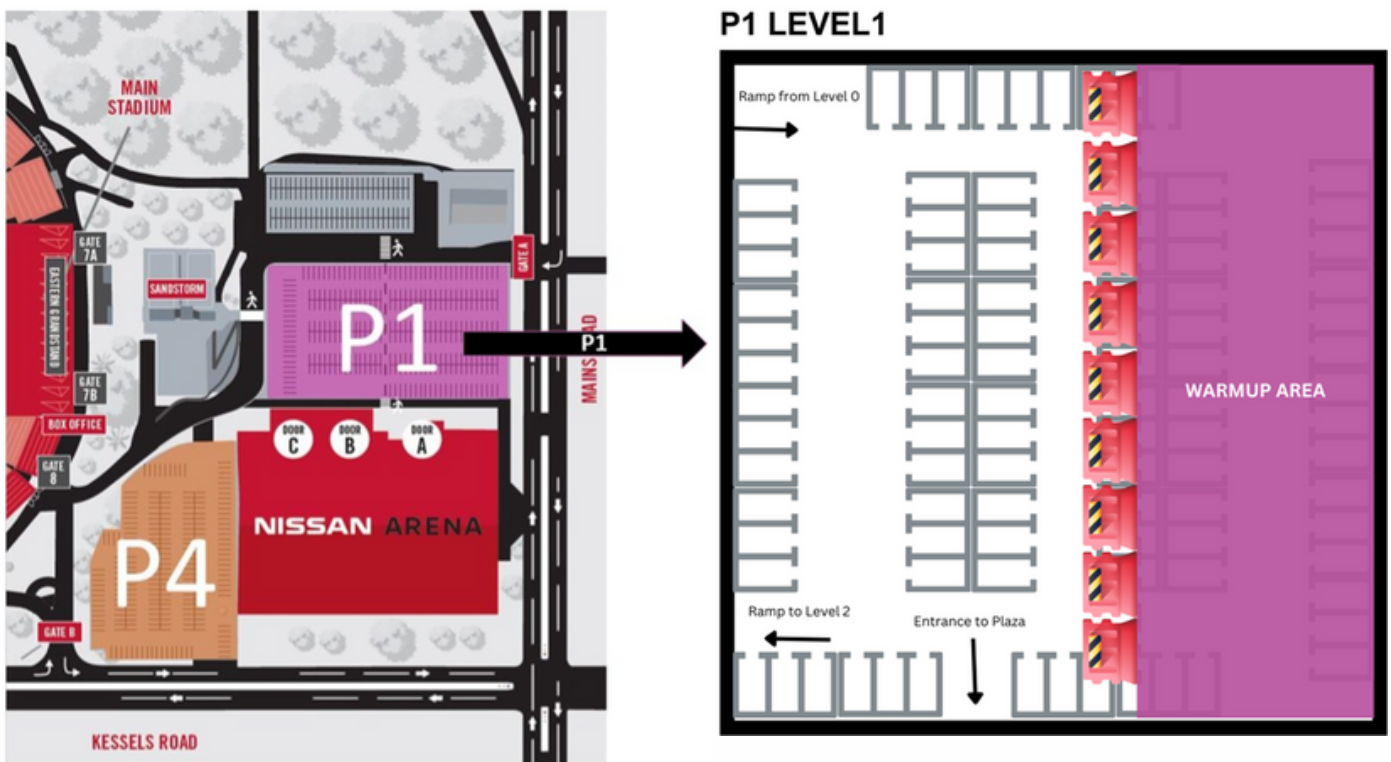 MAIN
STADIUM
GATE
7A
EASTERN GRANDSTAND
SANDSTORM
GATE A
P1
P1
MAINS AD
GATE
7B
BOX OFFICE
GATE
8
DOOR
C
DOOR
B
DOOR
A
NISSAN ARENA
P4
GATE B
KESSELS ROAD
P1 LEVEL1
Ramp from Level 0
WARMUP AREA
Ramp to Level 2
Entrance to Plaza